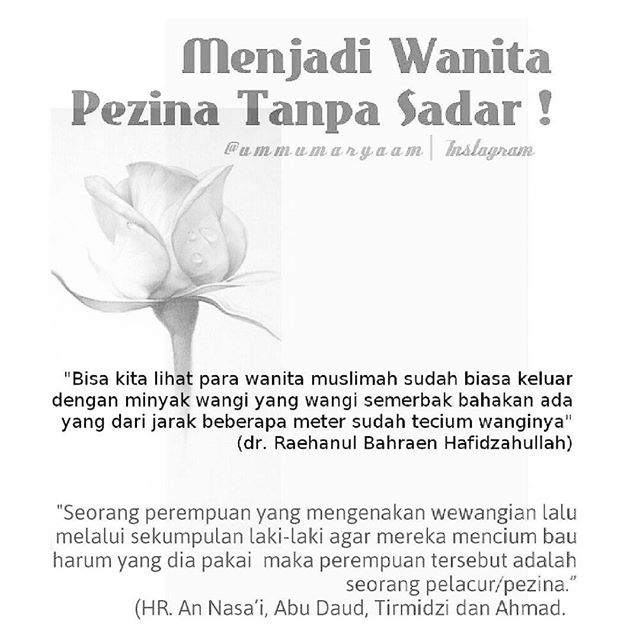 Menjadi Wanita
Pezina Tanpa Sadar !
@ummumaryaam | Instagram
"Bisa kita lihat para wanita muslimah sudah biasa keluar
dengan minyak wangi yang wangi semerbak bahakan ada
yang dari jarak beberapa meter sudah tecium wanginya"
(dr. Raehanul Bahraen Hafidzahullah)
"Seorang perempuan yang mengenakan wewangian lalu
melalui sekumpulan laki-laki agar mereka mencium bau
harum yang dia pakai maka perempuan tersebut adalah
seorang pelacur/pezina.”
(HR. An Nasa’i, Abu Daud, Tirmidzi dan Ahmad.